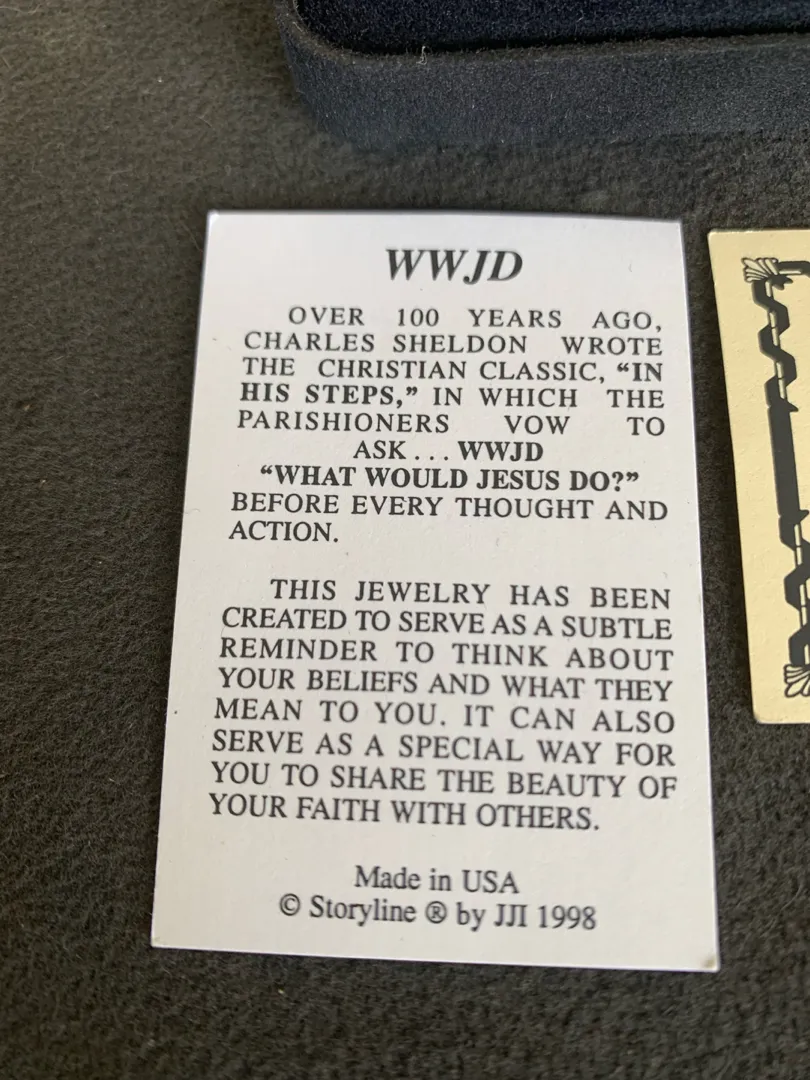 WWJD
OVER 100 YEARS AGO,
CHARLES SHELDON WROTE
THE CHRISTIAN CLASSIC, “IN
HIS STEPS,” IN WHICH THE
PARISHIONERS VOW TO
ASK . . . WWJD
“WHAT WOULD JESUS DO?”
BEFORE EVERY THOUGHT AND
ACTION.
THIS JEWELRY HAS BEEN
CREATED TO SERVE AS A SUBTLE
REMINDER TO THINK ABOUT
YOUR BELIEFS AND WHAT THEY
MEAN TO YOU. IT CAN ALSO
SERVE AS A SPECIAL WAY FOR
YOU TO SHARE THE BEAUTY OF
YOUR FAITH WITH OTHERS.
Made in USA
© Storyline ® by JJI 1998